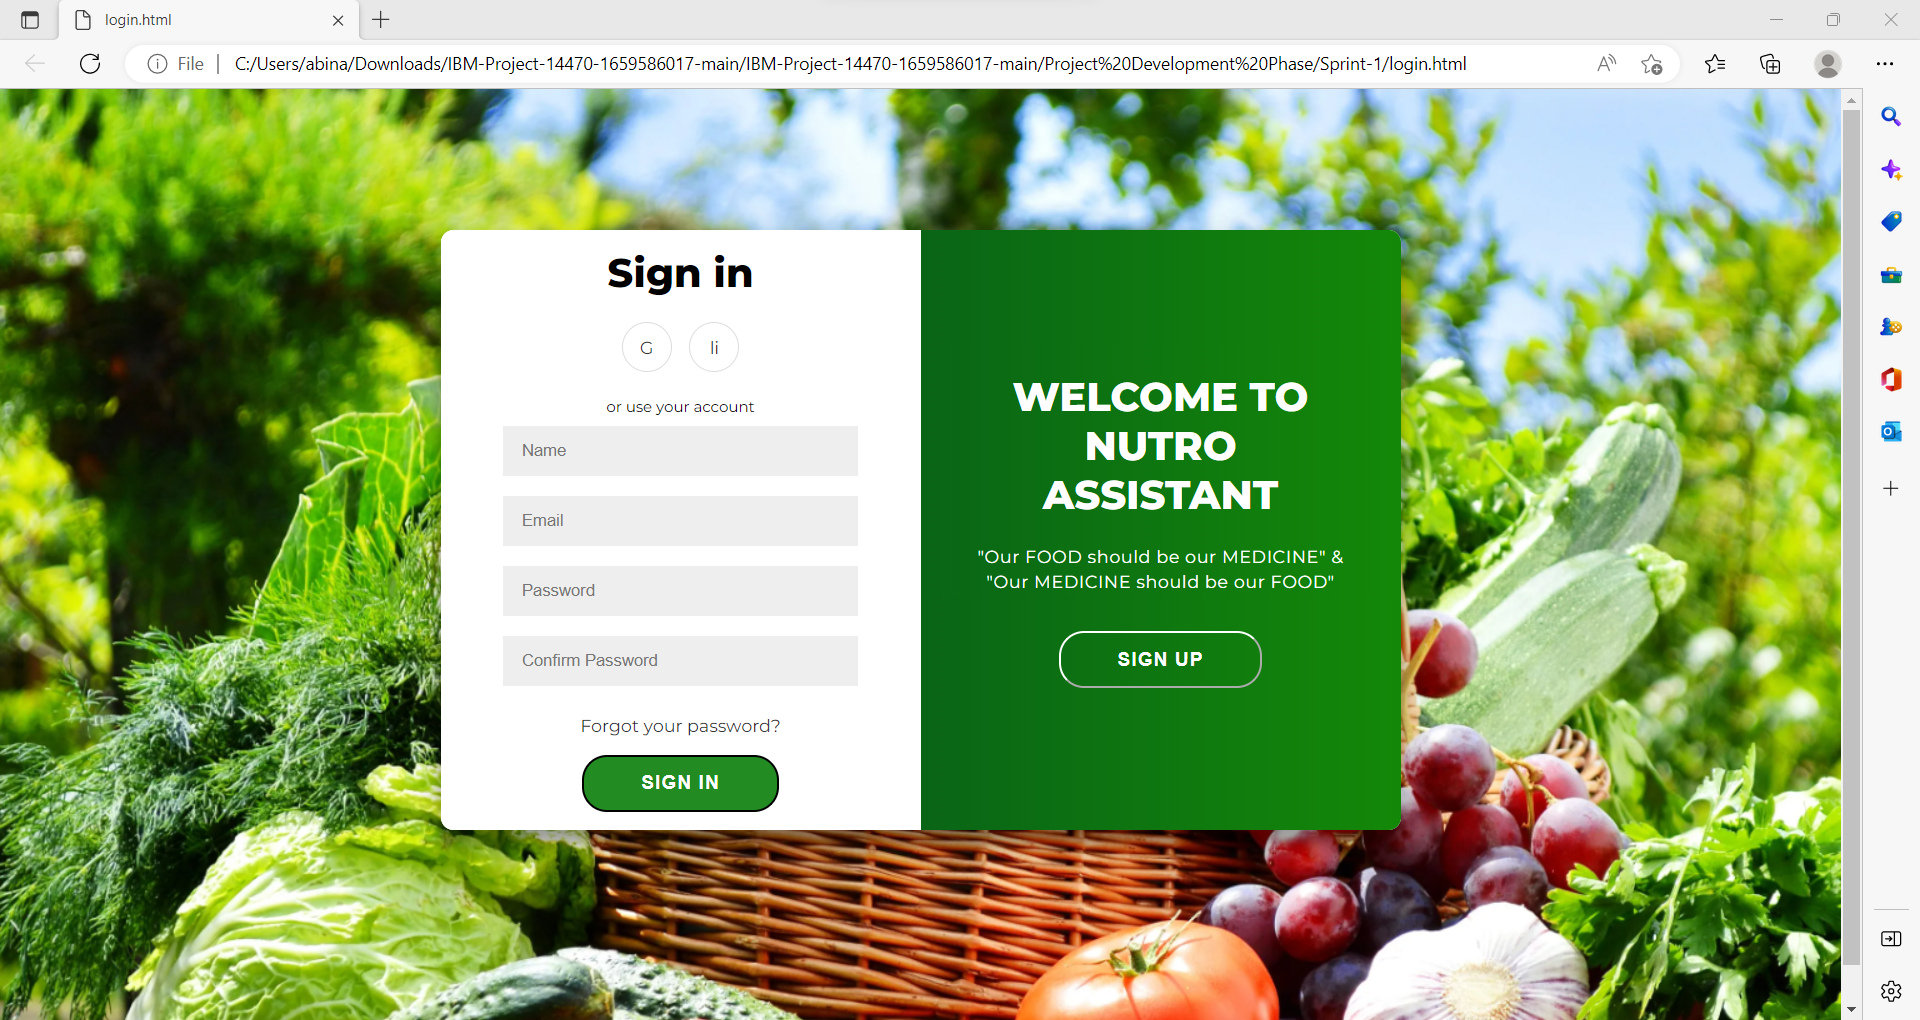 login.html
File
C:/Users/abina/Downloads/IBM-Project-14470-1659586017-main/IBM-Project-14470-1659586017-main/Project%20Development%20Phase/Sprint-1/login.html
Sign in
G
li
or use your account
Name
Email
Password
Confirm Password
Forgot your password?
SIGN IN
WELCOME TO
NUTRO
ASSISTANT
"Our FOOD should be our MEDICINE" &
"Our MEDICINE should be our FOOD"
SIGN UP